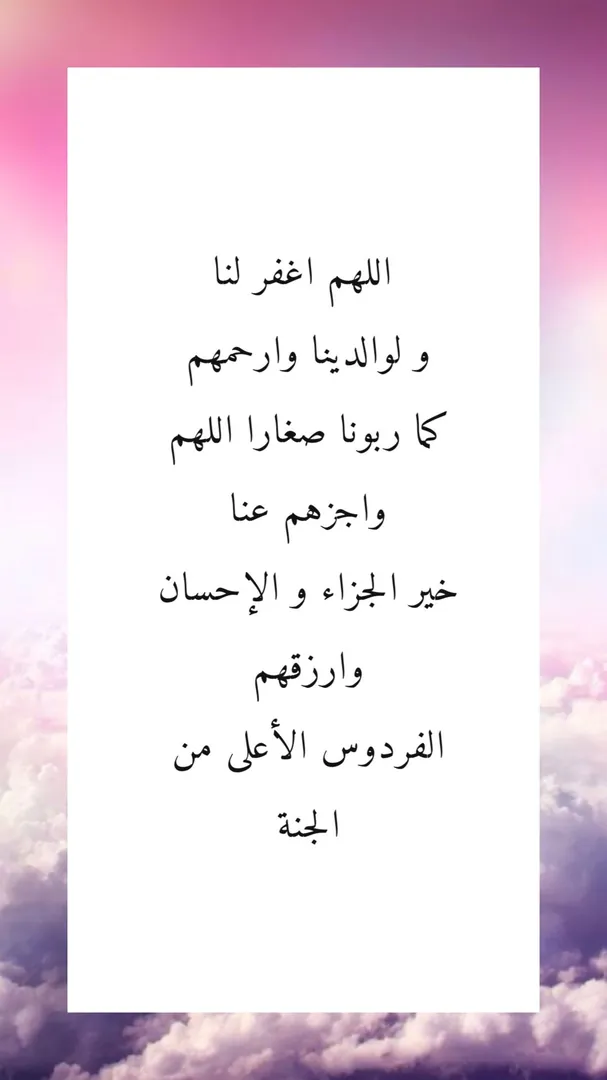 اللهم اغفر لنا
و لوالدينا وارحمهم
كما ربونا صغارا اللهم
واجزهم عنا
خير الجزاء و الإحسان
وارزقهم
الفردوس الأعلى من
الجنة